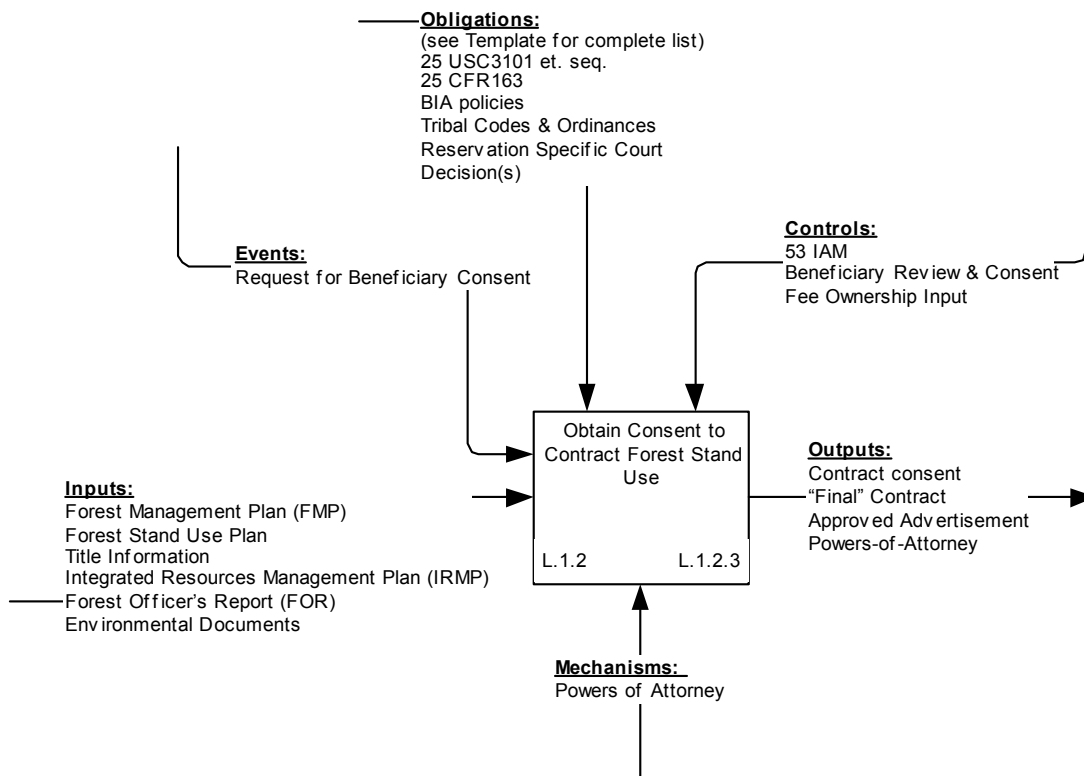 Obligations:
(see Template for complete list)
25 USC3101 et. seq.
25 CFR163
BIA policies
Tribal Codes & Ordinances
Reservation Specific Court
Decision(s)
Events:
Request for Beneficiary Consent
Controls:
53 IAM
Beneficiary Review & Consent
Fee Ownership Input
Obtain Consent to
Contract Forest Stand
Use
L.1.2 L.1.2.3
Inputs:
Forest Management Plan (FMP)
Forest Stand Use Plan
Title Information
Integrated Resources Management Plan (IRMP)
Forest Officer's Report (FOR)
Environmental Documents
Outputs:
Contract consent
“Final” Contract
Approved Advertisement
Powers-of-Attorney
Mechanisms:
Powers of Attorney